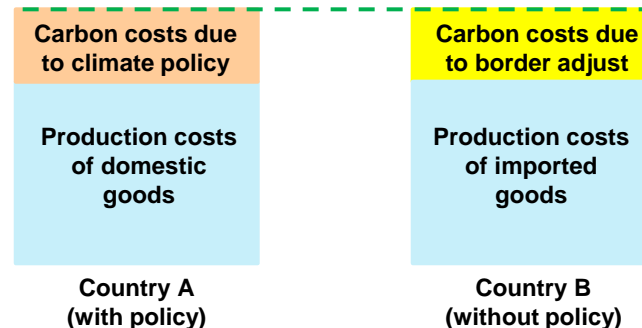 Carbon costs due
to climate policy
Production costs
of domestic
goods
Country A
(with policy)
Carbon costs due
to border adjust
Production costs
of imported
goods
Country B
(without policy)